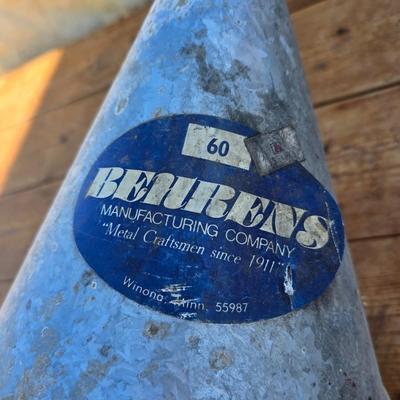 60
BEHRENS
MANUFACTURING COMPANY
"Metal Craftsmen since 1911"
Winona, Minn. 55987